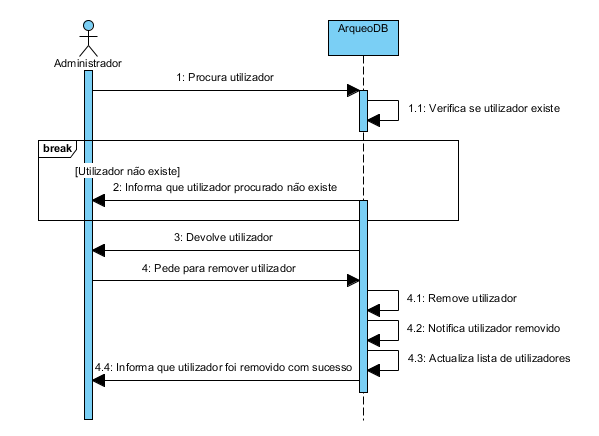 ArqueoDB
Administrador
1: Procura utilizador
1.1: Verifica se utilizador existe
break
[Utilizador não existe]
2: Informa que utilizador procurado não existe
3: Devolve utilizador
4: Pede para remover utilizador
4.1: Remove utilizador
4.2: Notifica utilizador removido
4.3: Actualiza lista de utilizadores
4.4: Informa que utilizador foi removido com sucesso